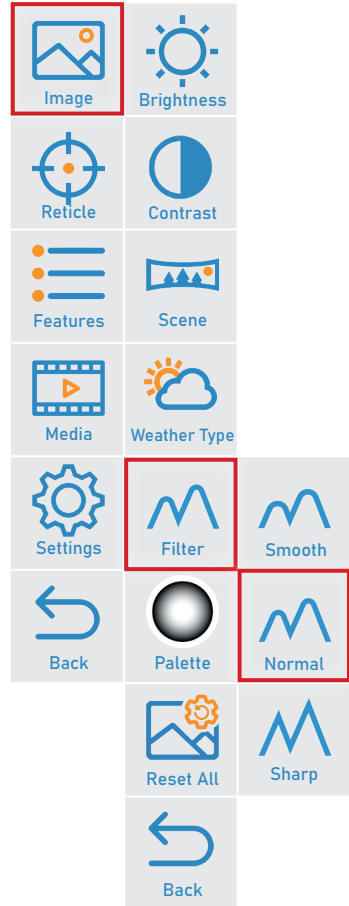 Image
Brightness
Reticle
Contrast
Features
Scene
Media
Weather Type
Settings
Filter
Smooth
Back
Palette
Normal
Reset All
Sharp
Back